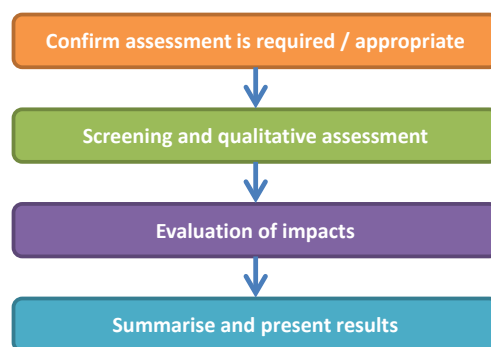 Confirm assessment is required / appropriate
Screening and qualitative assessment
Evaluation of impacts
Summarise and present results